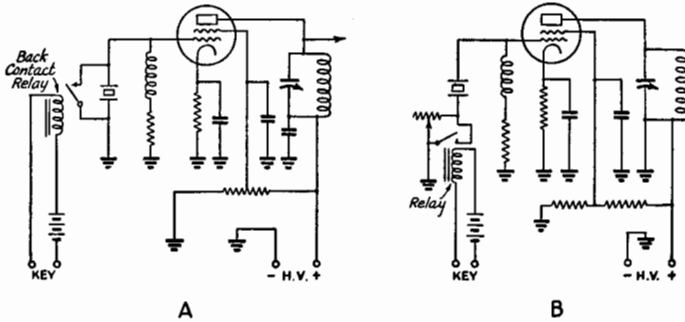 Back
Contact
Relay
KEY
- H.V. +
A
Relay
KEY
- H.V. +
B